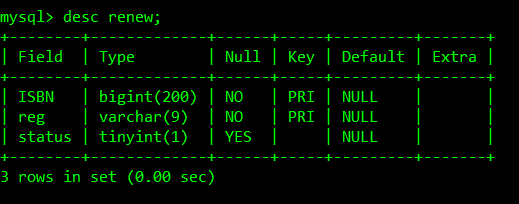 mysql> desc renew;
+--------+-------------+------+-----+---------+-------+
| Field  | Type        | Null | Key | Default | Extra |
+--------+-------------+------+-----+---------+-------+
| ISBN   | bigint(200) | NO   | PRI | NULL    |       |
| reg    | varchar(9)  | NO   | PRI | NULL    |       |
| status | tinyint(1)  | YES  |     | NULL    |       |
+--------+-------------+------+-----+---------+-------+
3 rows in set (0.00 sec)